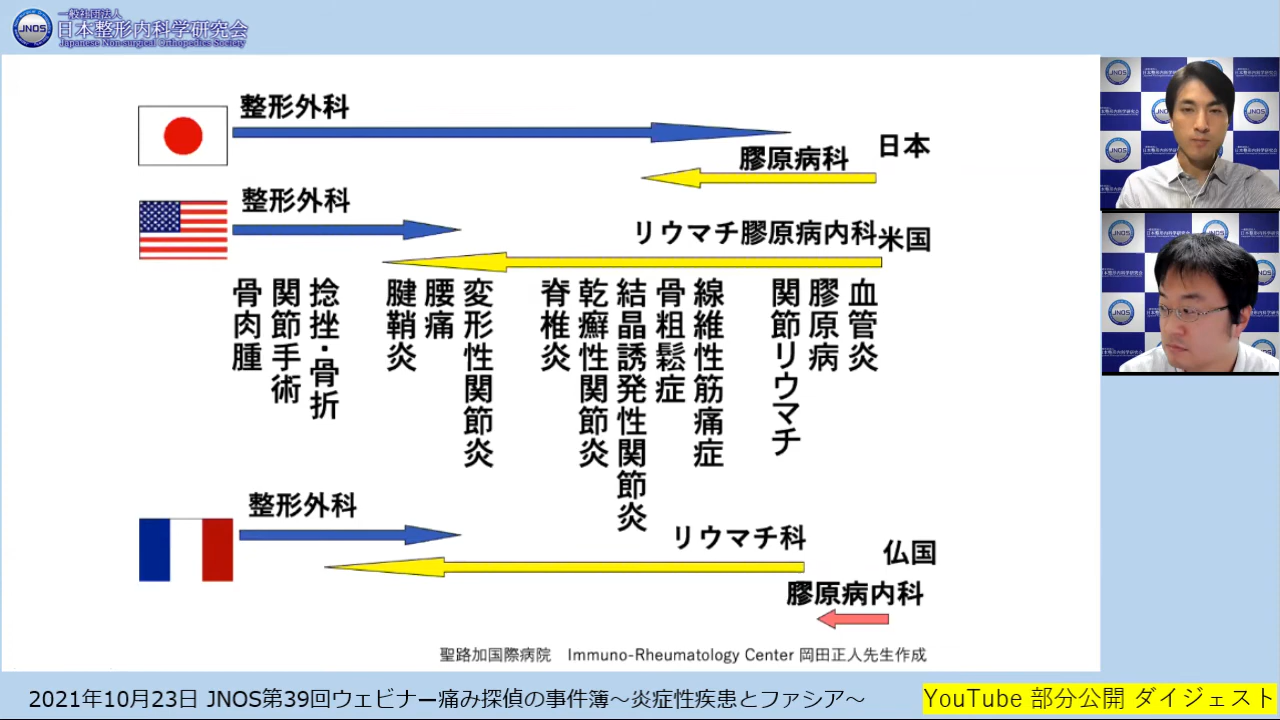 一般社団法人
日本整形内科学研究会
Japanese Non-surgical Orthopedics Society
JNOS
整形外科
日本
膠原病科
整形外科
リウマチ膠原病内科
米国
骨肉腫
関節手術
捻挫・骨折
腱鞘炎
腰痛
変形性関節炎
脊椎炎
乾癬性関節炎
結晶誘発性関節炎
骨粗鬆症
線維性筋痛症
関節リウマチ
膠原病
血管炎
整形外科
リウマチ科
仏国
膠原病内科
聖路加国際病院 Immuno-Rheumatology Center 岡田正人先生作成
2021年10月23日 JNOS第39回ウェビナー痛み探偵の事件簿～炎症性疾患とファシア～
YouTube 部分公開 ダイジェスト